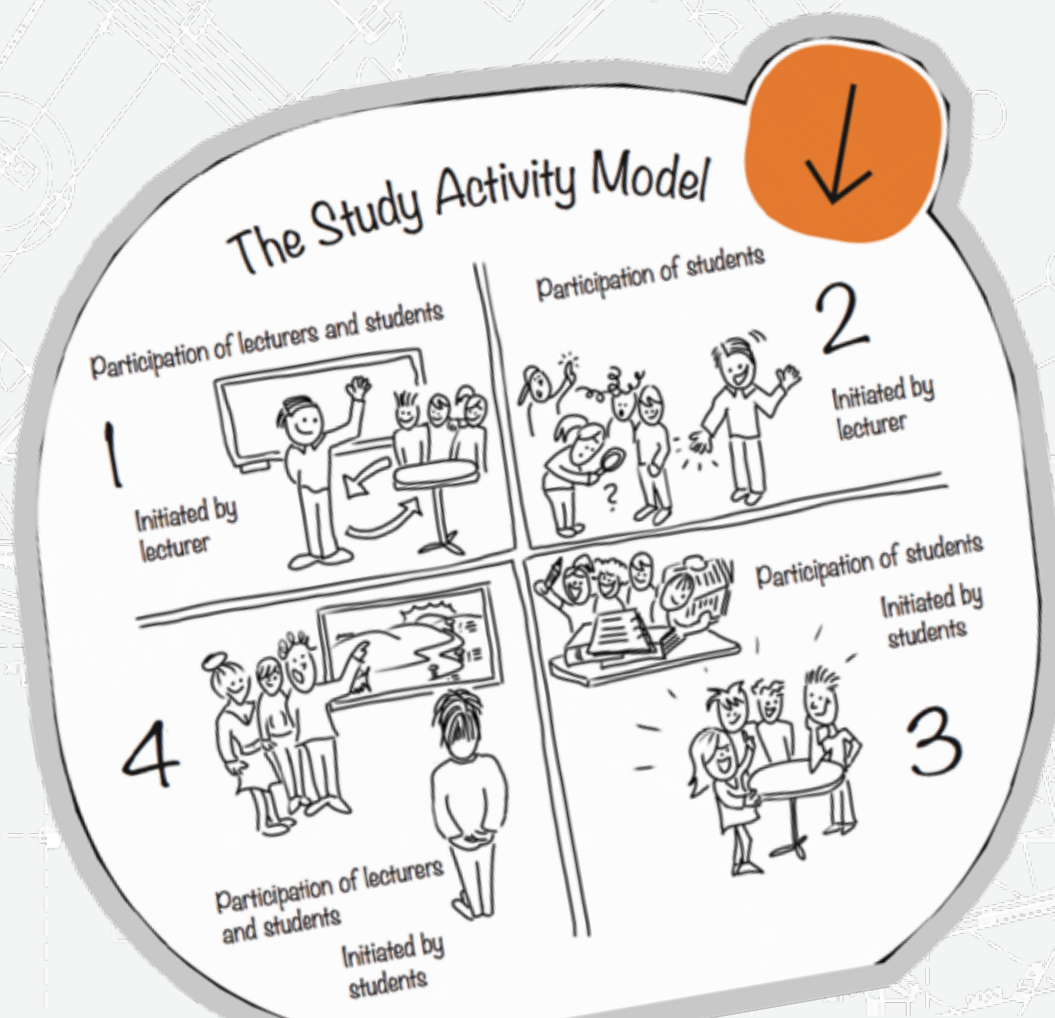 The Study Activity Model
Participation of lecturers and students
1
Initiated by
lecturer
Participation of students
2
Initiated by
lecturer
?
Participation of students
Initiated by
students
3
4
Participation of lecturers
and students
Initiated by
students